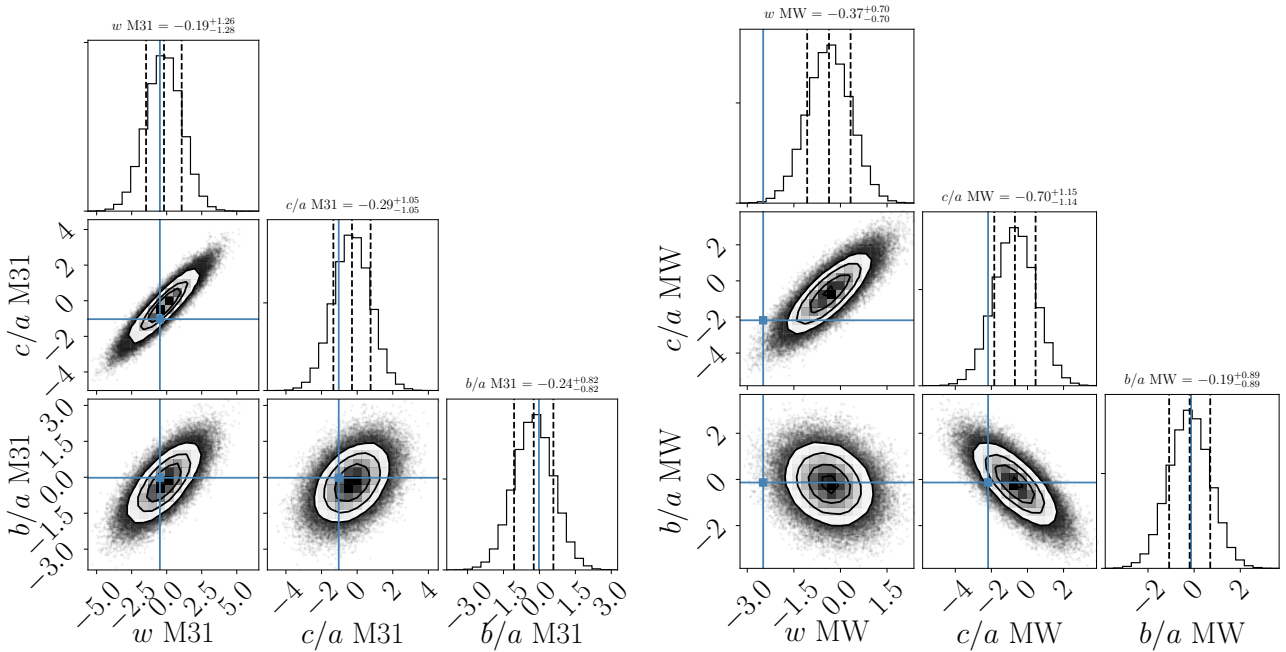 w M31 = −0.19 +1.26 −1.28
c/a M31
4
2
0
−2
−4
c/a M31 = −0.29 +1.05 −1.05
b/a M31
3.0
1.5
0.0
−1.5
−3.0
b/a M31 = −0.24 +0.82 −0.82
−5.0 −2.5 0.0 2.5 5.0
w M31
−4 −2 0 2 4
c/a M31
−3.0 −1.5 0.0 1.5 3.0
b/a M31
w MW = −0.37 +0.70 −0.70
c/a MW
2
0
−2
−4
c/a MW = −0.70 +1.15 −1.14
b/a MW
2
0
−2
b/a MW = −0.19 +0.89 −0.89
−3.0 −1.5 0.0 1.5
w MW
−4 −2 0 2
c/a MW
−2 0 2
b/a MW